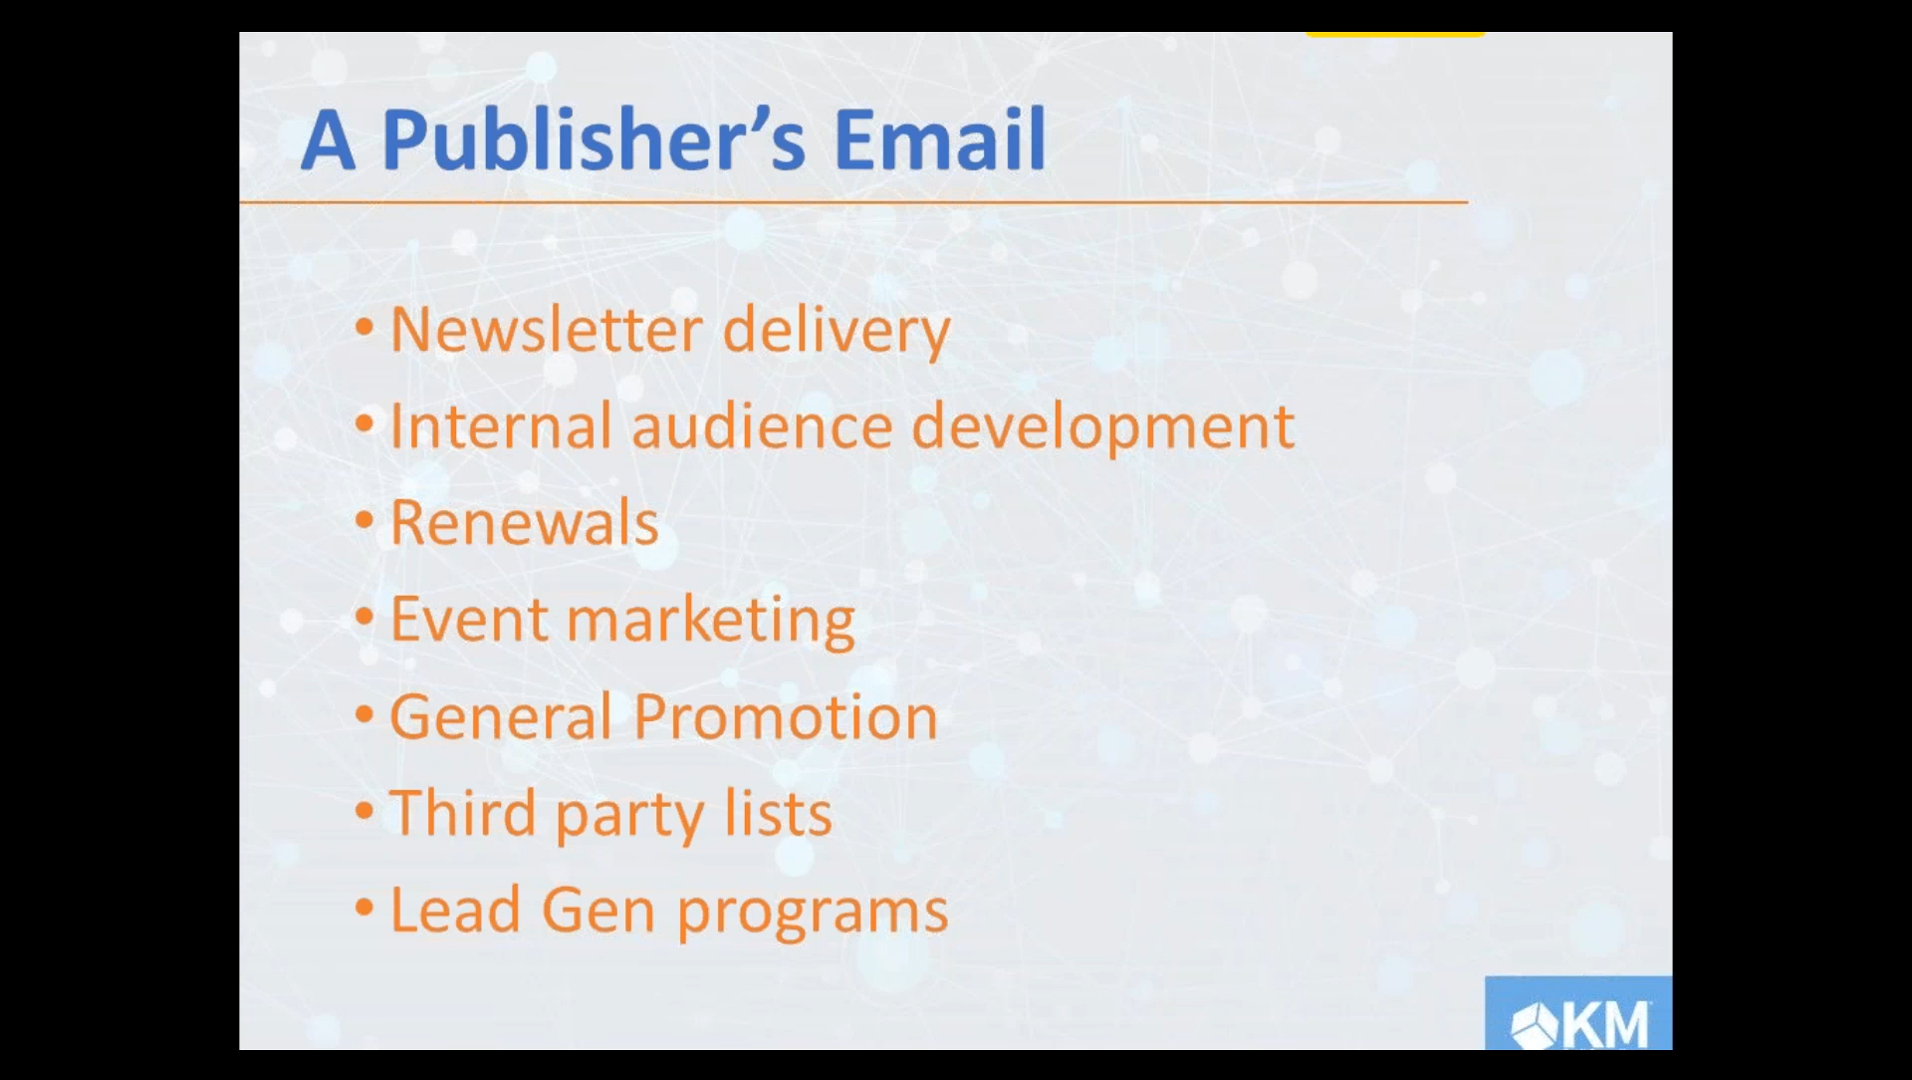 A Publisher’s Email
• Newsletter delivery
• Internal audience development
• Renewals
• Event marketing
• General Promotion
• Third party lists
• Lead Gen programs
KM